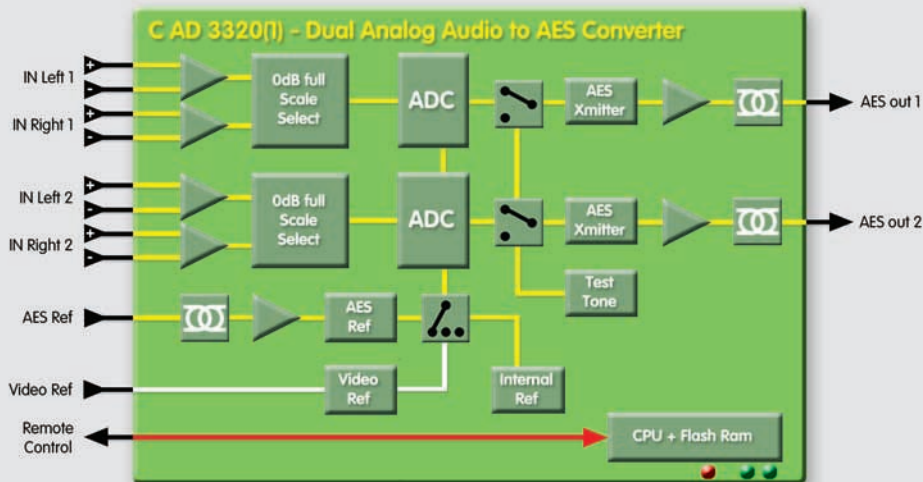 C AD 3320(1) - Dual Analog Audio to AES Converter
IN Left 1
+
-
IN Right 1
+
-
0dB full
Scale
Select
ADC
AES
Xmitter
AES out 1
IN Left 2
+
-
IN Right 2
+
-
0dB full
Scale
Select
ADC
AES
Xmitter
AES out 2
Test
Tone
AES Ref
AES
Ref
Video Ref
Video
Ref
Internal
Ref
Remote
Control
CPU + Flash Ram